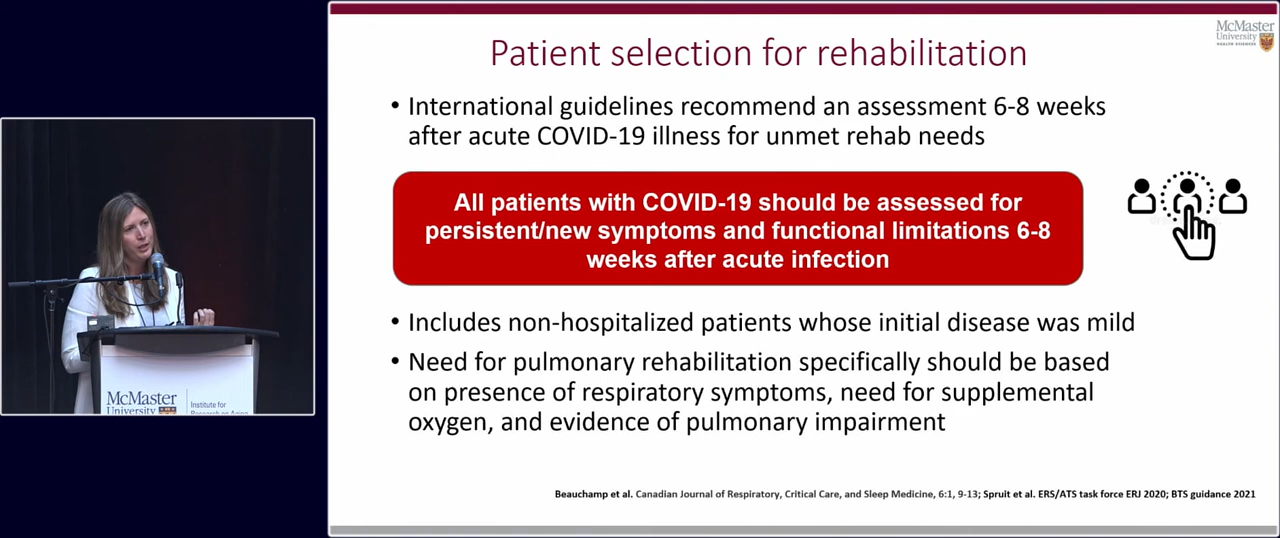 McMaster
University
HEALTH SCIENCES
Patient selection for rehabilitation
• International guidelines recommend an assessment 6-8 weeks
after acute COVID-19 illness for unmet rehab needs
All patients with COVID-19 should be assessed for
persistent/new symptoms and functional limitations 6-8
weeks after acute infection
• Includes non-hospitalized patients whose initial disease was mild
• Need for pulmonary rehabilitation specifically should be based
on presence of respiratory symptoms, need for supplemental
oxygen, and evidence of pulmonary impairment
Beauchamp et al. Canadian Journal of Respiratory, Critical Care, and Sleep Medicine, 6:1, 9-13; Spruit et al. ERS/ATS task force ERJ 2020; BTS guidance 2021
McMaster
University
Institute for
Research on Aging